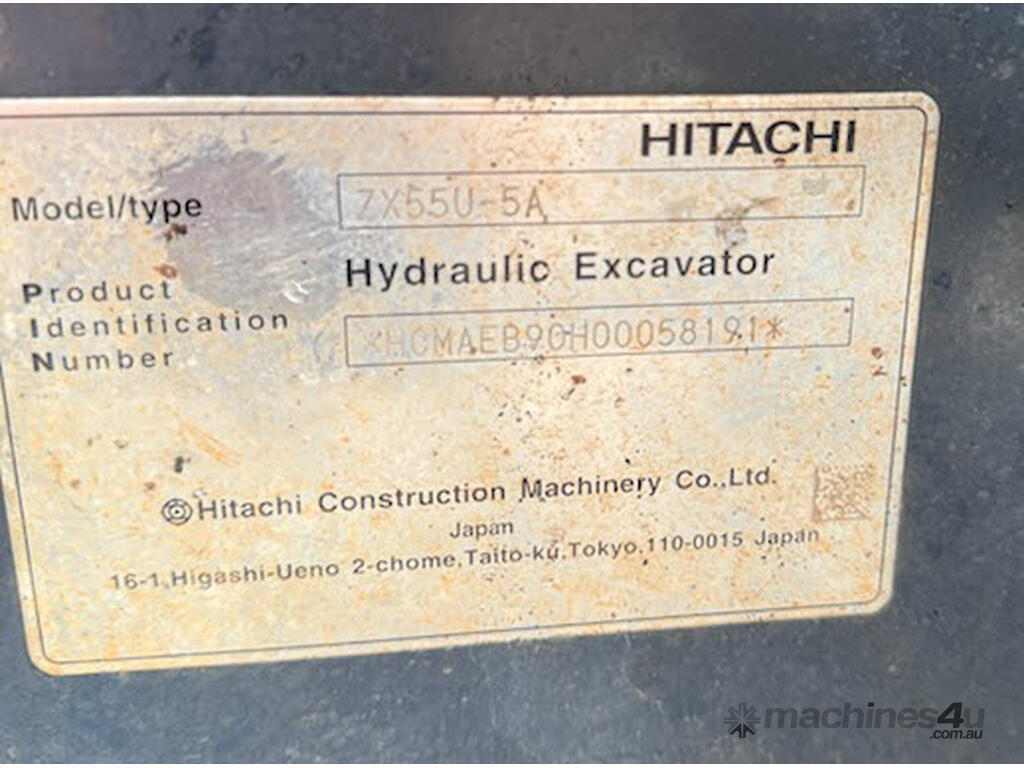 HITACHI
Model/type ZX55U-5A
Hydraulic Excavator
Product
Identification
Number
*HCMAEB90H00058191*
Hitachi Construction Machinery Co.,Ltd.
Japan
16-1,Higashi-Ueno 2-chome,Taito-ku,Tokyo,110-0015 Japan
machines4u
.com.au